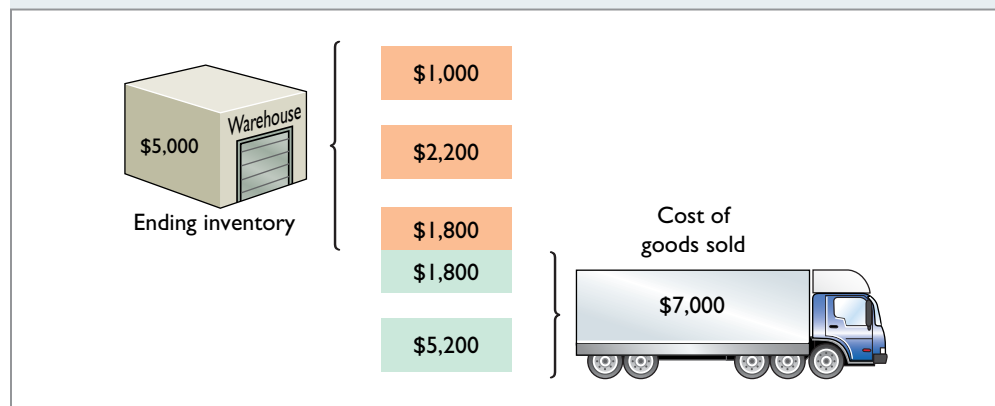 $1,000
Warehouse
$5,000
$2,200
Ending inventory
$1,800
Cost of
goods sold
$1,800
$7,000
$5,200